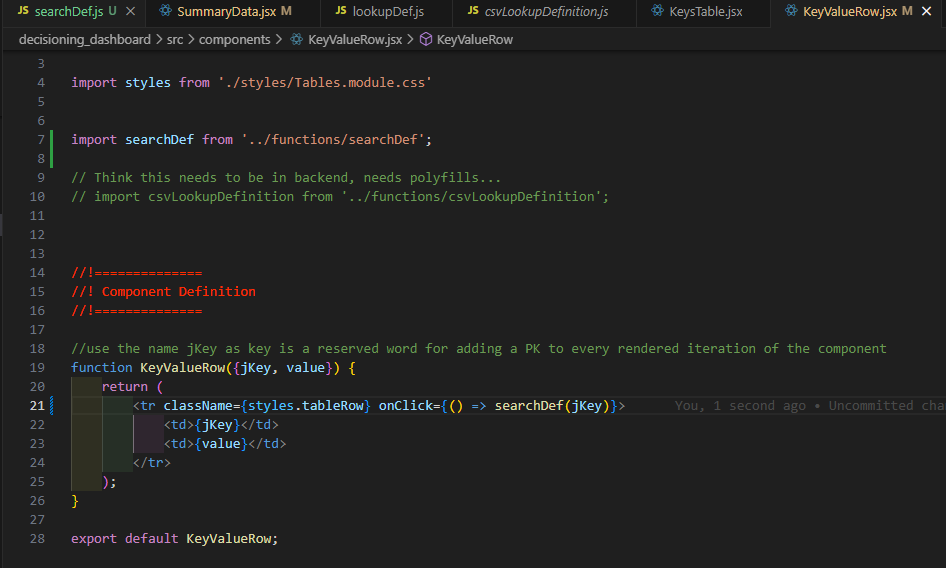 JS searchDef.js U
SummaryData.jsx M
JS lookupDef.js
JS csvLookupDefinition.js
KeysTable.jsx
KeyValueRow.jsx M
decisioning_dashboard > src > components > KeyValueRow.jsx > KeyValueRow
3
4 import styles from './styles/Tables.module.css'
5
6
7 import searchDef from '../functions/searchDef';
8
9 // Think this needs to be in backend, needs polyfills...
10 // import csvLookupDefinition from '../functions/csvLookupDefinition';
11
12
13
14 //!==============
15 //! Component Definition
16 //!==============
17
18 //use the name jKey as key is a reserved word for adding a PK to every rendered iteration of the component
19 function KeyValueRow({jKey, value}) {
20 return (
21 <tr className={styles.tableRow} onClick={() => searchDef(jKey)}> You, 1 second ago • Uncommitted cha
22 <td>{jKey}</td>
23 <td>{value}</td>
24 </tr>
25 );
26 }
27
28 export default KeyValueRow;